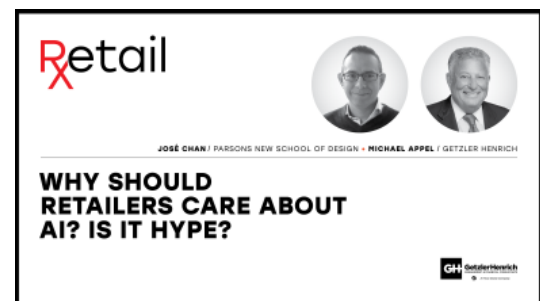 Retail
JOSÉ CHAN / PARSONS NEW SCHOOL OF DESIGN • MICHAEL APPEL / GETZLER HENRICH
WHY SHOULD
RETAILERS CARE ABOUT
AI? IS IT HYPE?
GH GetzlerHenrich